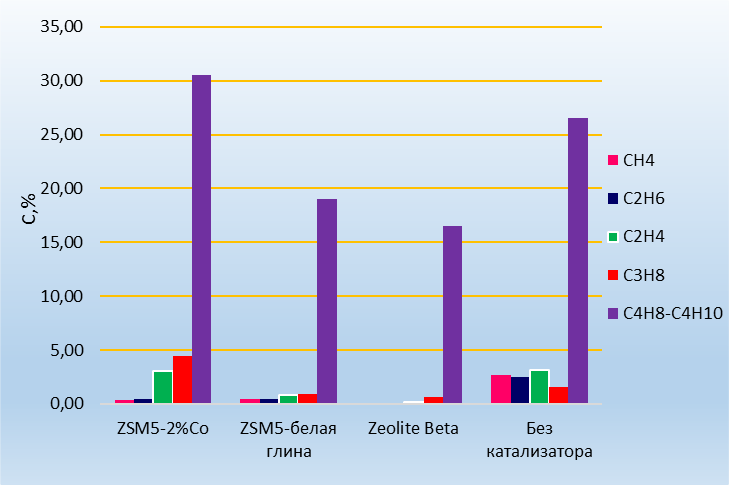 35,00
30,00
25,00
20,00
15,00
10,00
5,00
0,00
С,%
ZSM5-2%Co
ZSM5-белая
глина
Zeolite Beta
Без
катализатора
CH4
C2H6
C2H4
C3H8
C4H8-C4H10